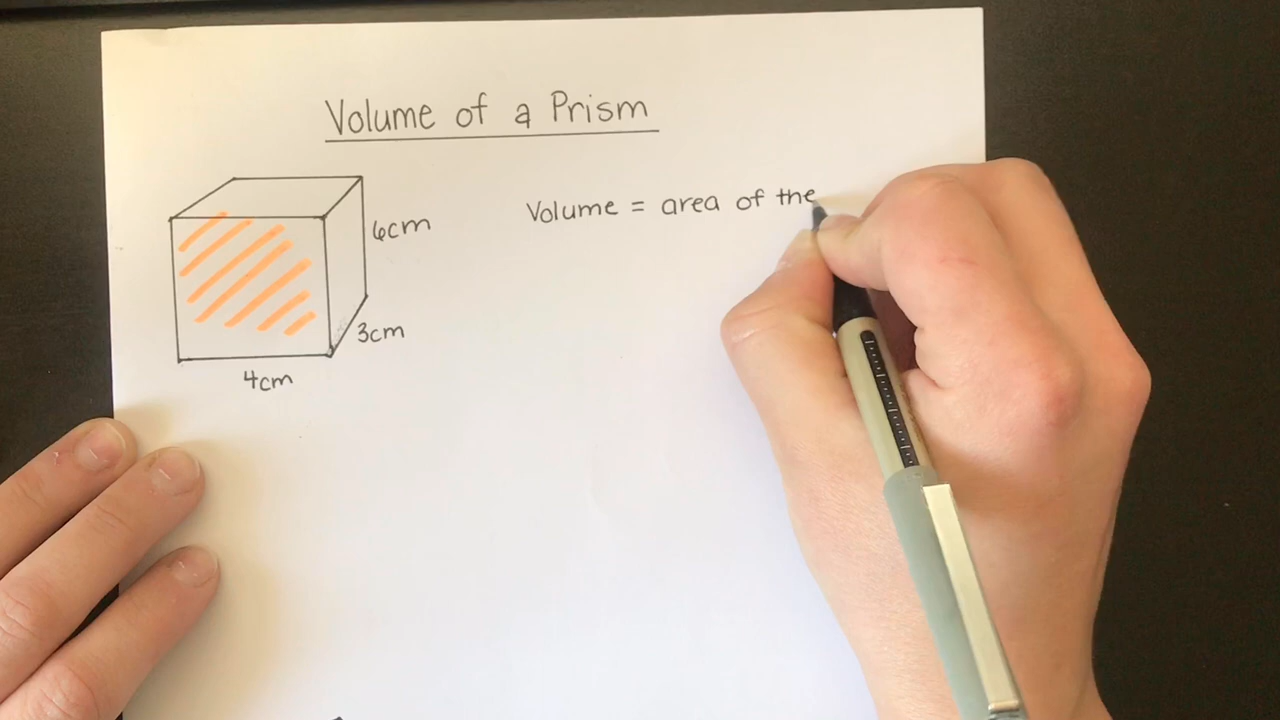 Volume of a Prism
Volume = area of the
6cm
3cm
4cm